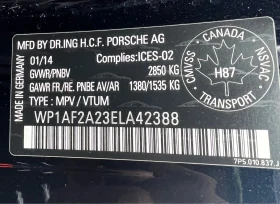 MFD BY DR.ING H.C.F. PORSCHE AG
01/14 Complies:ICES-02
GVWR/PNBV 2850 KG
GAWR FR./RE. PNBE AV/AR 1380/1535 KG
TYPE : MPV / VTUM
WP1AF2A23ELA42388
MADE IN GERMANY
CANADA
CMVSS
NSVAC
H87
TRANSPORT
7P5.010.837.J